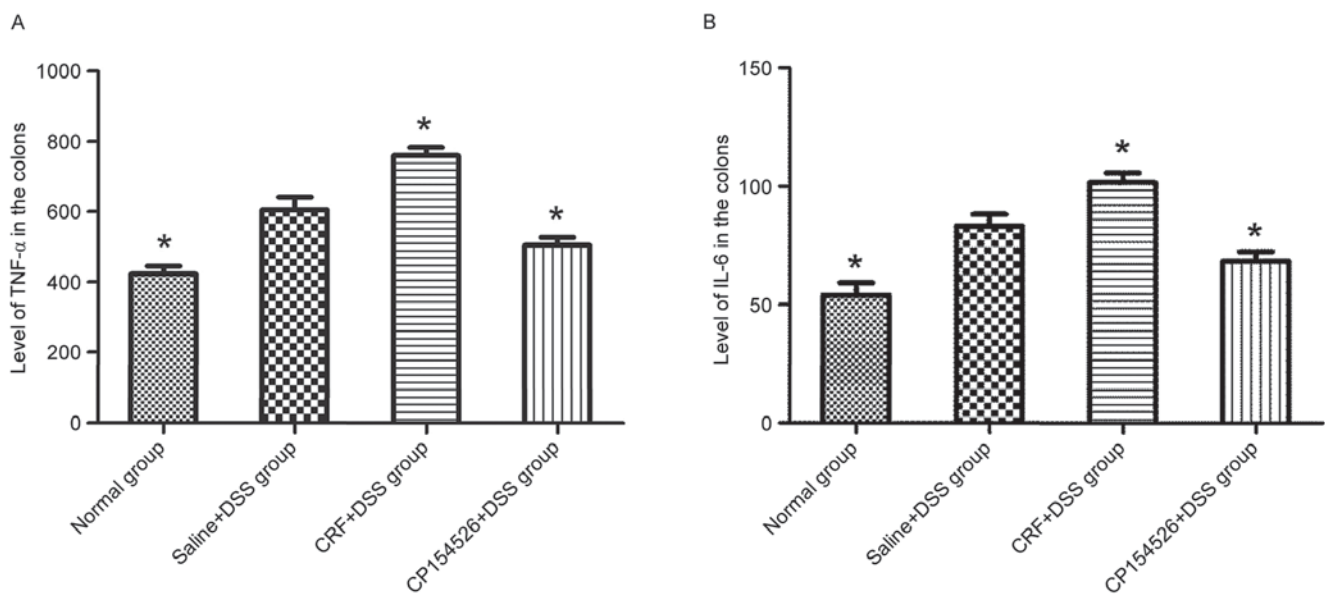 A
Level of TNF-α in the colons
1000
800
600
400
200
0
*
*
*
Normal group
Saline+DSS group
CRF+DSS group
CP154526+DSS group
B
Level of IL-6 in the colons
150
100
50
0
*
*
*
Normal group
Saline+DSS group
CRF+DSS group
CP154526+DSS group